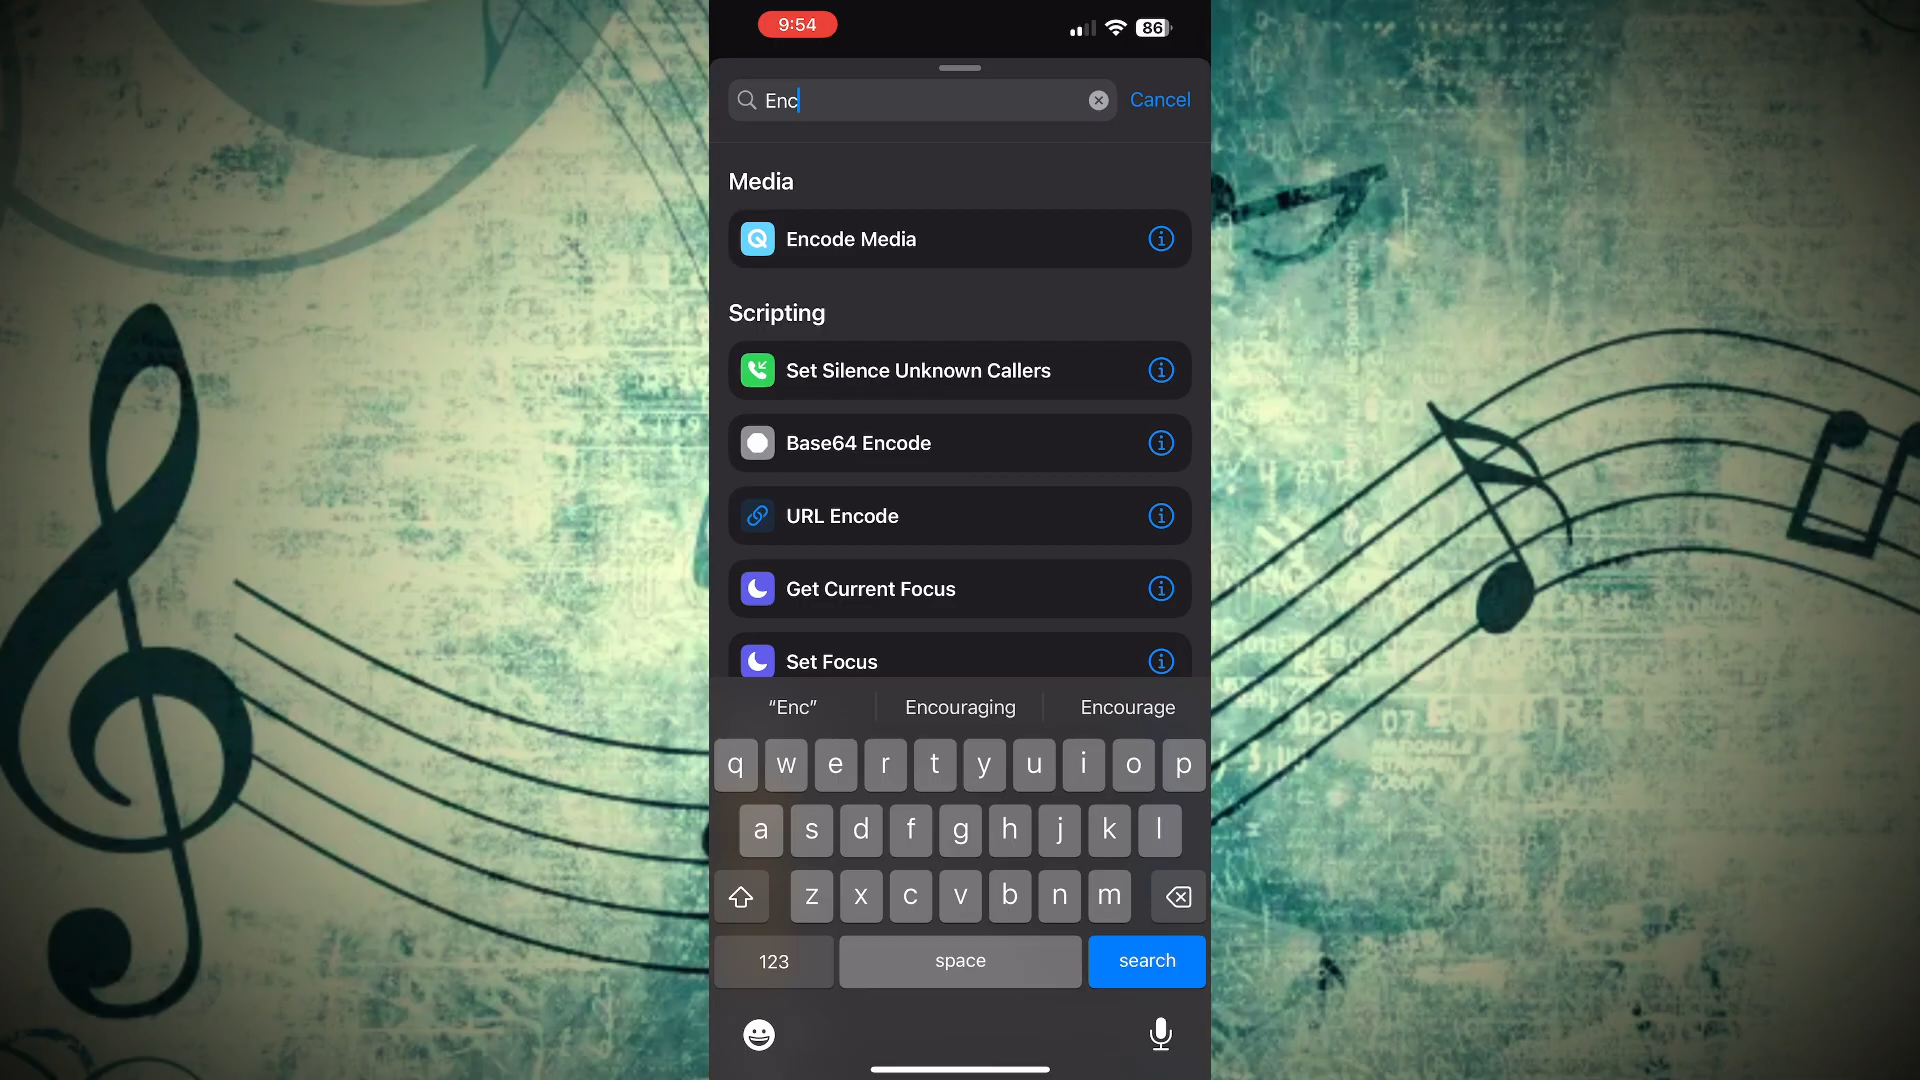 9:54
86
Enc
Cancel
Media
Encode Media
Scripting
Set Silence Unknown Callers
Base64 Encode
URL Encode
Get Current Focus
Set Focus
“Enc” Encouraging Encourage
q w e r t y u i o p
a s d f g h j k l
z x c v b n m
123 space search